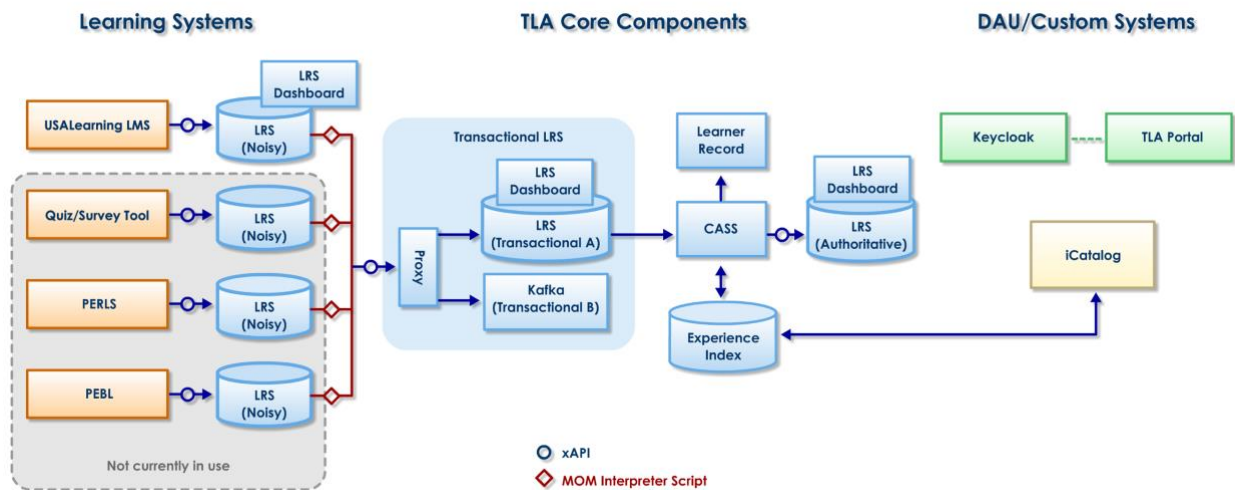 Learning Systems
TLA Core Components
DAU/Custom Systems
LRS
Dashboard
USALearning LMS
LRS
(Noisy)
Quiz/Survey Tool
LRS
(Noisy)
PERLS
LRS
(Noisy)
PEBL
LRS
(Noisy)
Not currently in use
Transactional LRS
Proxy
LRS
Dashboard
LRS
(Transactional A)
Kafka
(Transactional B)
Learner
Record
CASS
LRS
Dashboard
LRS
(Authoritative)
Experience
Index
Keycloak
TLA Portal
iCatalog
xAPI
MOM Interpreter Script